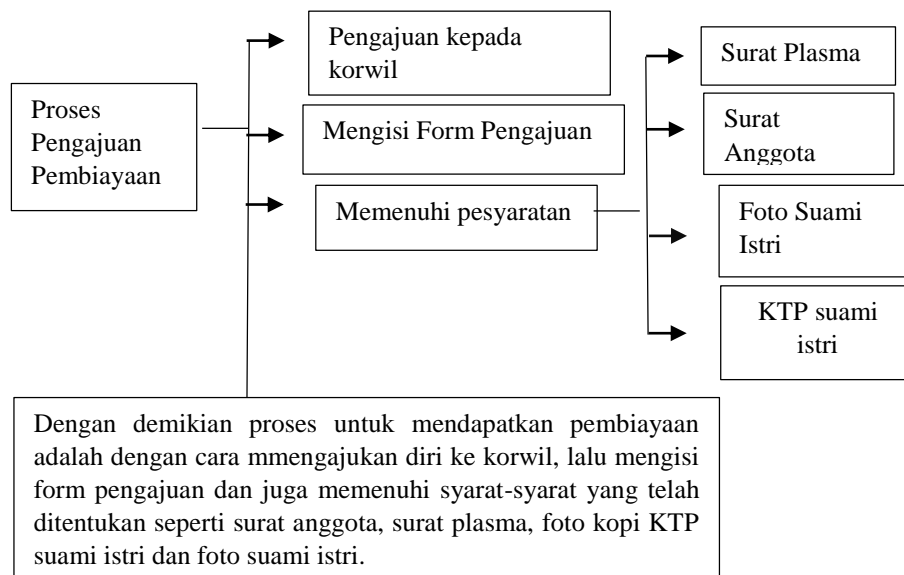 Proses
Pengajuan
Pembiayaan
Pengajuan kepada
korwil
Mengisi Form Pengajuan
Memenuhi pesyaratan
Surat Plasma
Surat
Anggota
Foto Suami
Istri
KTP suami
istri
Dengan demikian proses untuk mendapatkan pembiayaan
adalah dengan cara mmengajukan diri ke korwil, lalu mengisi
form pengajuan dan juga memenuhi syarat-syarat yang telah
ditentukan seperti surat anggota, surat plasma, foto kopi KTP
suami istri dan foto suami istri.